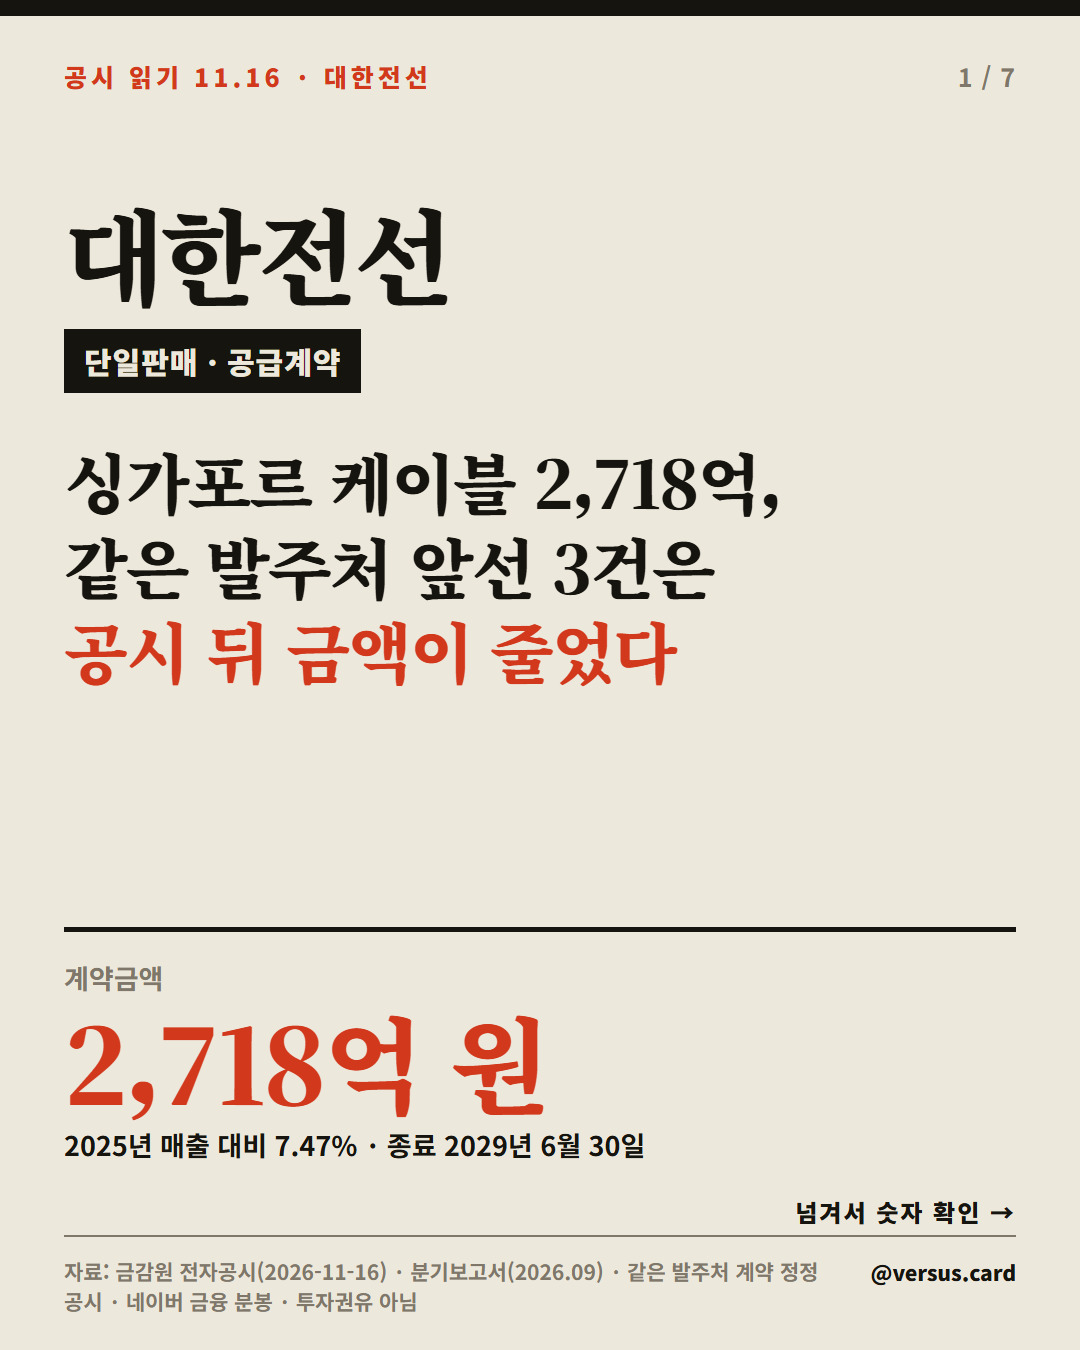 공시 읽기 11.16 · 대한전선
1 / 7
대한전선
단일판매 · 공급계약
싱가포르 케이블 2,718억,
같은 발주처 앞선 3건은
공시 뒤 금액이 줄었다
계약금액
2,718억 원
2025년 매출 대비 7.47% · 종료 2029년 6월 30일
넘겨서 숫자 확인 →
자료: 금감원 전자공시(2026-11-16) · 분기보고서(2026.09) · 같은 발주처 계약 정정
공시 · 네이버 금융 분봉 · 투자권유 아님
@versus.card